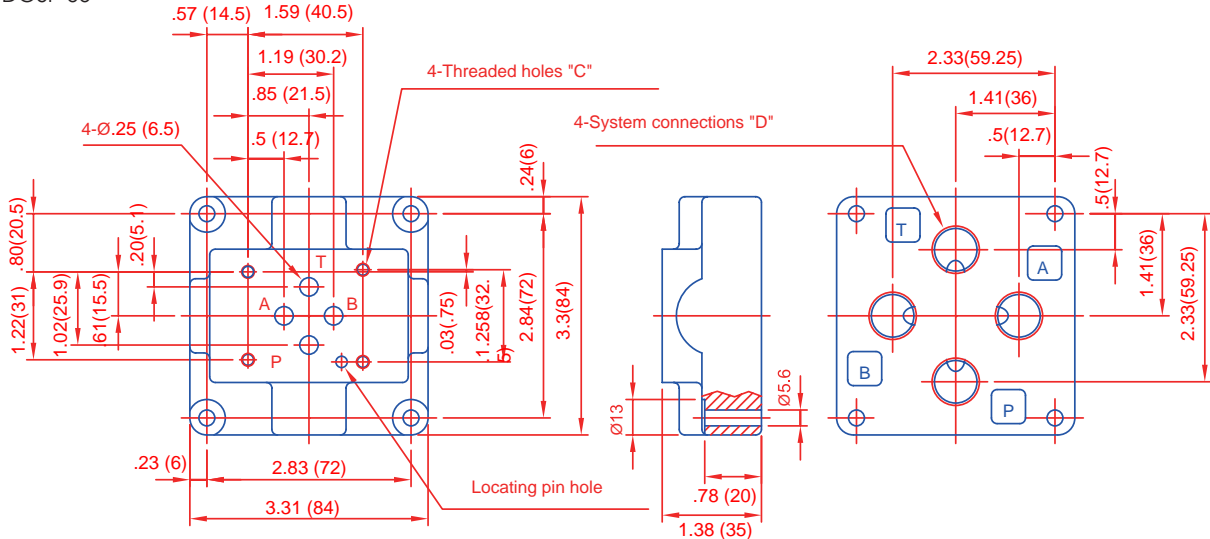 .57 (14.5)
1.59 (40.5)
1.19 (30.2)
.85 (21.5)
.5 (12.7)
4-Ø.25 (6.5)
4-Threaded holes "C"
4-System connections "D"
.24(6)
.80(20.5)
.20(5.1)
1.22(31)
1.02(25.9)
.61(15.5)
T
A
B
P
.03(.75)
.1.258(32.
5)
2.84(72)
3.3(84)
.23 (6)
2.83 (72)
3.31 (84)
Locating pin hole
Ø13
Ø5.6
.78 (20)
1.38 (35)
2.33(59.25)
1.41(36)
.5(12.7)
.5(12.7)
1.41(36)
2.33(59.25)
T
A
B
P